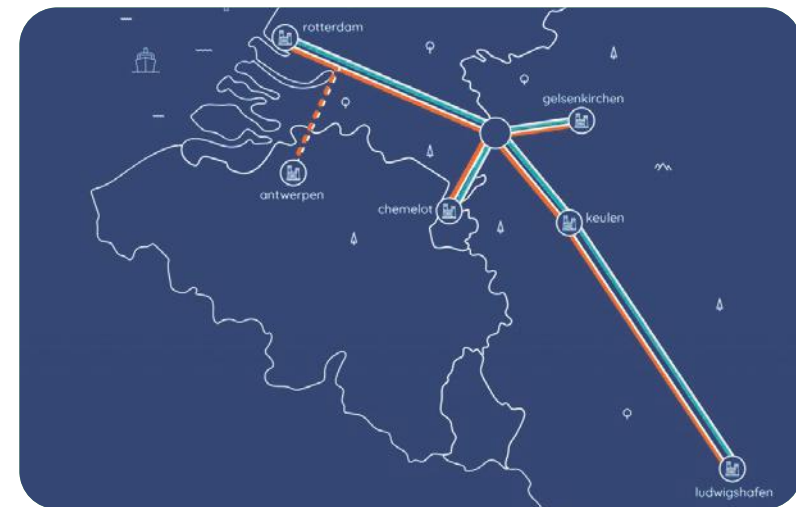 rotterdam
gelsenkirchen
antwerpen
chemelot
keulen
ludwigshafen